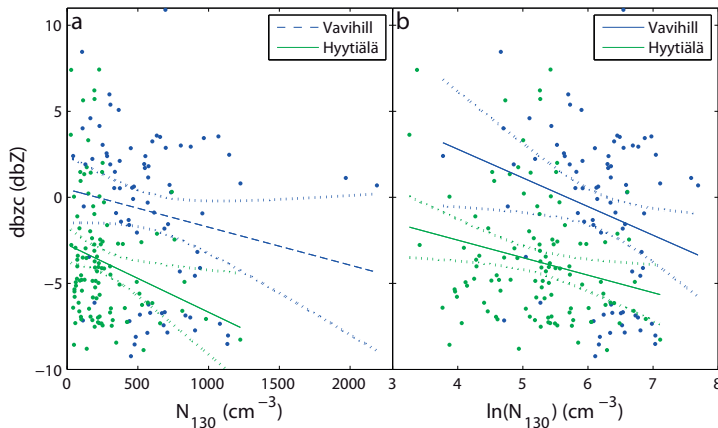 a
Vavihill
Hyytiälä
b
Vavihill
Hyytiälä
dbzc (dbZ)
10
5
0
−5
−10
0 500 1000 1500 2000
N130 (cm−3)
3 4 5 6 7 8
ln(N130) (cm−3)